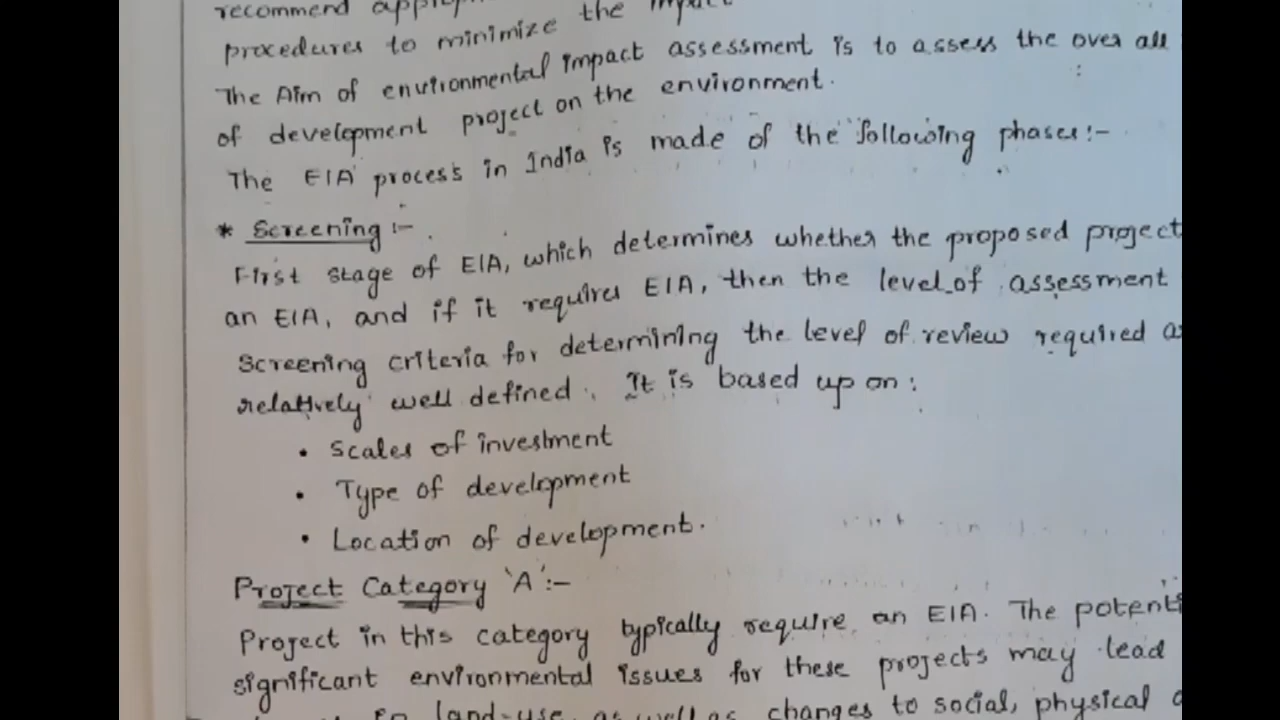 recommend
procedures to minimize the
The Aim of environmental impact assessment is to assess the over all
of development project on the environment.
The EIA process in India is made of the following phases:-
* Screening :-
First stage of EIA, which determines whether the proposed project
an EIA, and if it requires EIA, then the level of assessment
Screening criteria for determining the level of review required
relatively well defined. It is based up on:
• Scales of investment
• Type of development
• Location of development.
Project Category 'A':-
Project in this category typically require an EIA. The
significant environmental issues for these projects may lead
land-use, as well as changes to social, physical